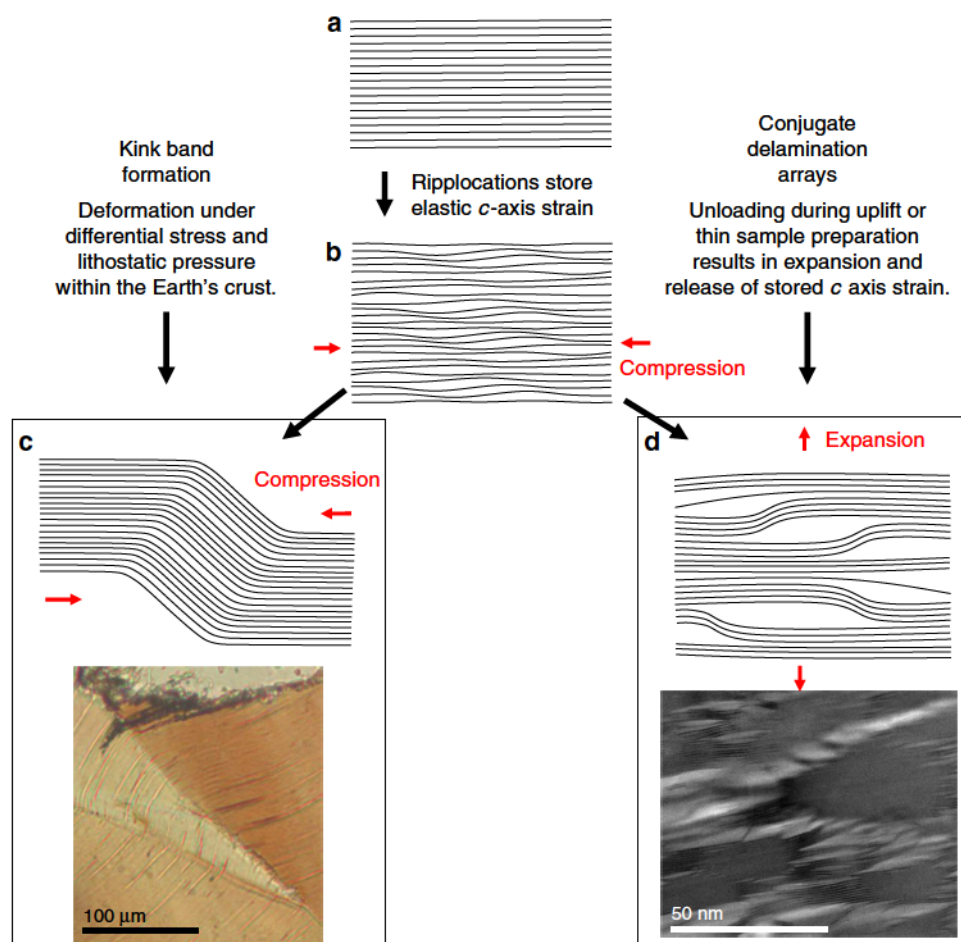 a
Kink band
formation
Deformation under
differential stress and
lithostatic pressure
within the Earth's crust.
Ripplocations store
elastic c-axis strain
Conjugate
delamination
arrays
Unloading during uplift or
thin sample preparation
results in expansion and
release of stored c axis strain.
b
Compression
c
Compression
100 μm
d
Expansion
50 nm